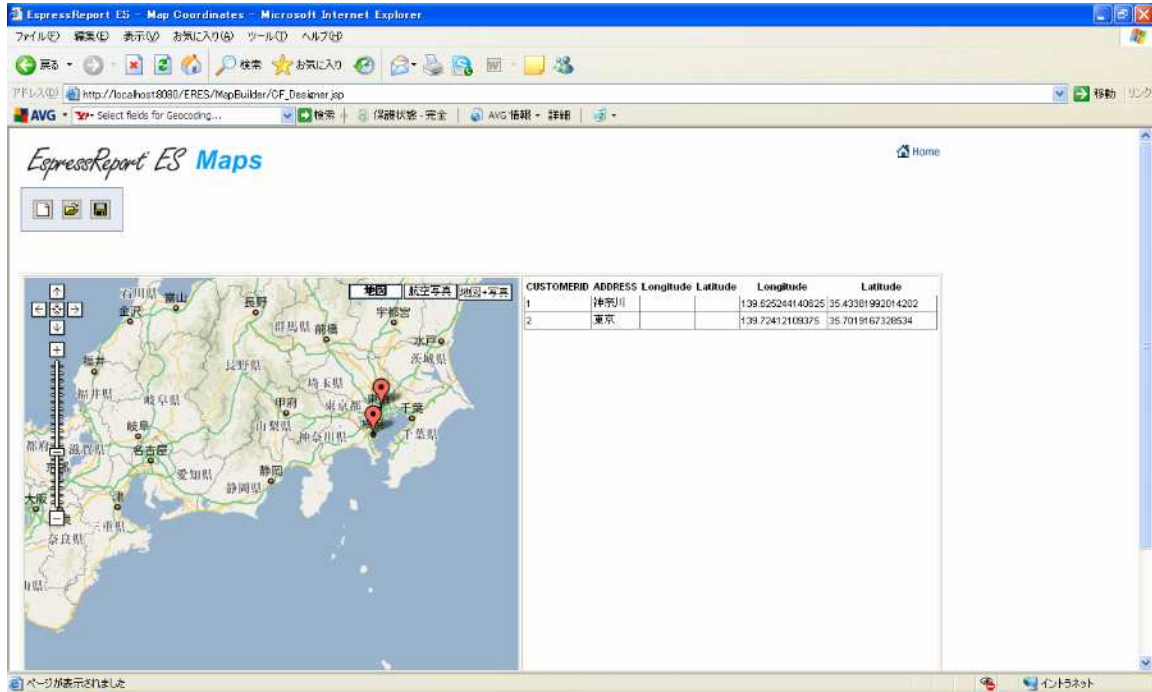 EspressReport ES - Map Coordinates - Microsoft Internet Explorer
ファイル(F) 編集(E) 表示(V) お気に入り(A) ツール(T) ヘルプ(H)
戻る 検索 お気に入り
アドレス(D) http://localhost:8080/ERES/MapBuilder/CF_Designer.jsp 移動 リンク
AVG Select fields for Geocoding... 検索 保護状態 - 完全 AVG 情報 詳細
EspressReport ES Maps
Home
地図 航空写真 地図+写真
石川県 富山 長野
金沢 宇都宮
群馬県 前橋
水戸
福井 長野県 茨城県
埼玉県
福井県 岐阜県 甲府 東京都 千葉
岐阜 山梨県 神奈川県 千葉県
滋賀県 名古屋
愛知県 静岡
大阪 津 静岡県
三重県
奈良県
CUSTOMERID ADDRESS Longitude Latitude Longitude Latitude
1 神奈川 139.625244140625 35.43381992014202
2 東京 139.72412109375 35.7019167328534
ページが表示されました イントラネット